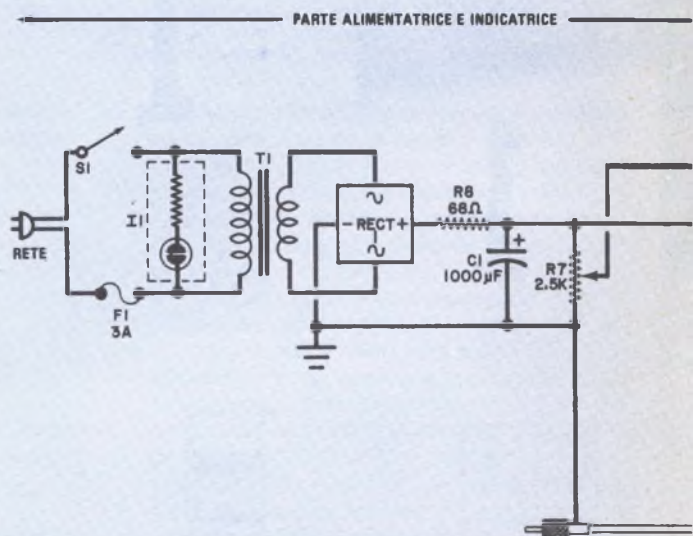 PARTE ALIMENTATRICE E INDICATRICE
S1
T1
I1
RETE
F1
3A
~
- RECT +
~
R8
68Ω
+
C1
1000µF
R7
2.5K